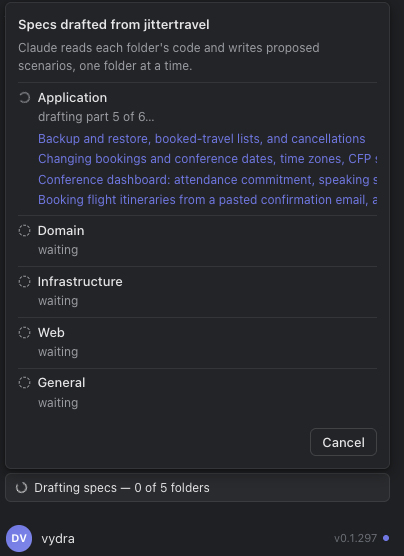 Specs drafted from jittertravel
Claude reads each folder's code and writes proposed
scenarios, one folder at a time.
Application
drafting part 5 of 6...
Backup and restore, booked-travel lists, and cancellations
Changing bookings and conference dates, time zones, CFP
Conference dashboard: attendance commitment, speaking
Booking flight itineraries from a pasted confirmation email,
Domain
waiting
Infrastructure
waiting
Web
waiting
General
waiting
Cancel
Drafting specs — 0 of 5 folders
DV vydra v0.1.297